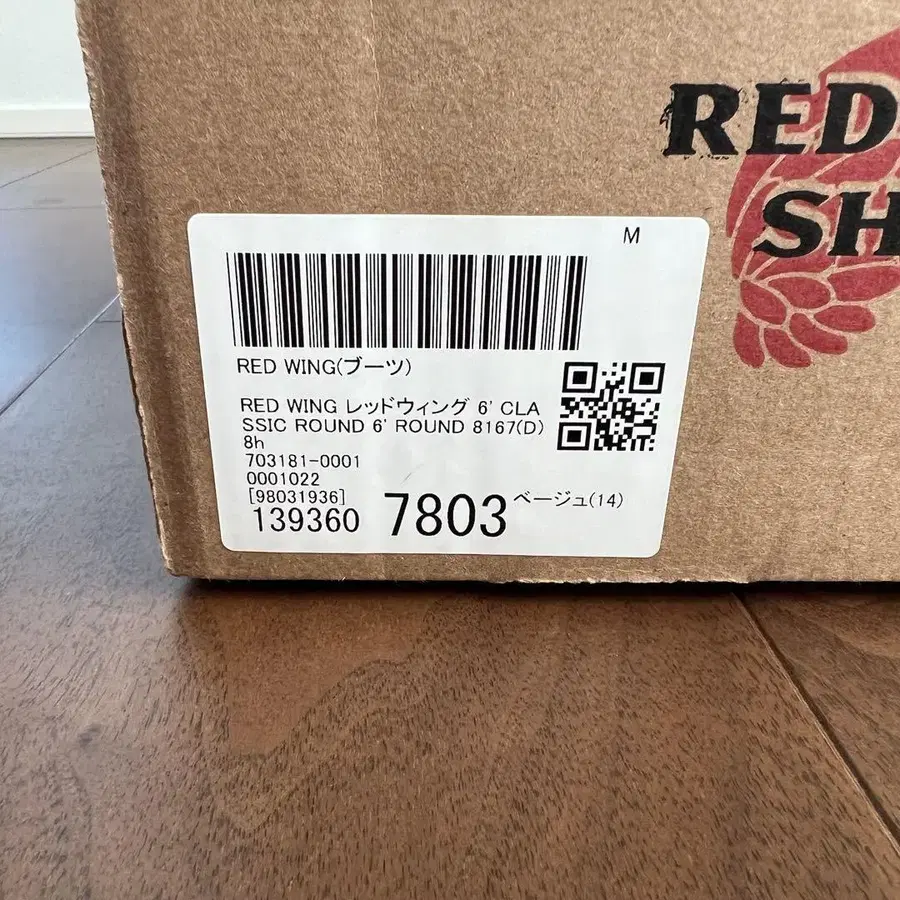 RED
SH
M
RED WING(ブーツ)
RED WING レッドウィング 6' CLA
SSIC ROUND 6' ROUND 8167(D)
8h
703181-0001
0001022
[98031936]
139360 7803 ベージュ(14)